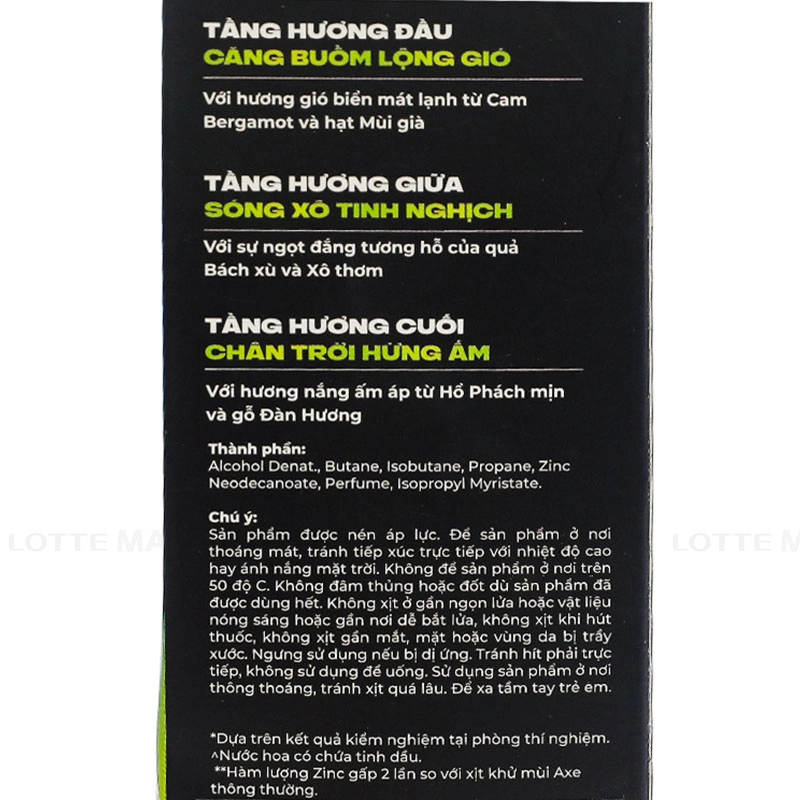 TẦNG HƯƠNG ĐẦU
CĂNG BUỒM LỘNG GIÓ
Với hương gió biển mát lạnh từ Cam
Bergamot và hạt Mùi già
TẦNG HƯƠNG GIỮA
SÓNG XÔ TINH NGHỊCH
Với sự ngọt đắng tương hỗ của quả
Bách xù và Xô thơm
TẦNG HƯƠNG CUỐI
CHÂN TRỜI HỪNG ẤM
Với hương nắng ấm áp từ Hổ Phách mịn
và gỗ Đàn Hương
Thành phần:
Alcohol Denat., Butane, Isobutane, Propane, Zinc
Neodecanoate, Perfume, Isopropyl Myristate.
Chú ý:
Sản phẩm được nén áp lực. Để sản phẩm ở nơi
thoáng mát, tránh tiếp xúc trực tiếp với nhiệt độ cao
hay ánh nắng mặt trời. Không để sản phẩm ở nơi trên
50 độ C. Không đâm thủng hoặc đốt dù sản phẩm đã
được dùng hết. Không xịt ở gần ngọn lửa hoặc vật liệu
nóng sáng hoặc gần nơi dễ bắt lửa, không xịt khi hút
thuốc, không xịt gần mắt, mặt hoặc vùng da bị trầy
xước. Ngưng sử dụng nếu bị dị ứng. Tránh hít phải trực
tiếp, không sử dụng để uống. Sử dụng sản phẩm ở nơi
thông thoáng, tránh xịt quá lâu. Để xa tầm tay trẻ em.
LOTTE MA
LOTTE M
*Dựa trên kết quả kiểm nghiệm tại phòng thí nghiệm.
^Nước hoa có chứa tinh dầu.
**Hàm lượng Zinc gấp 2 lần so với xịt khử mùi Axe
thông thường.